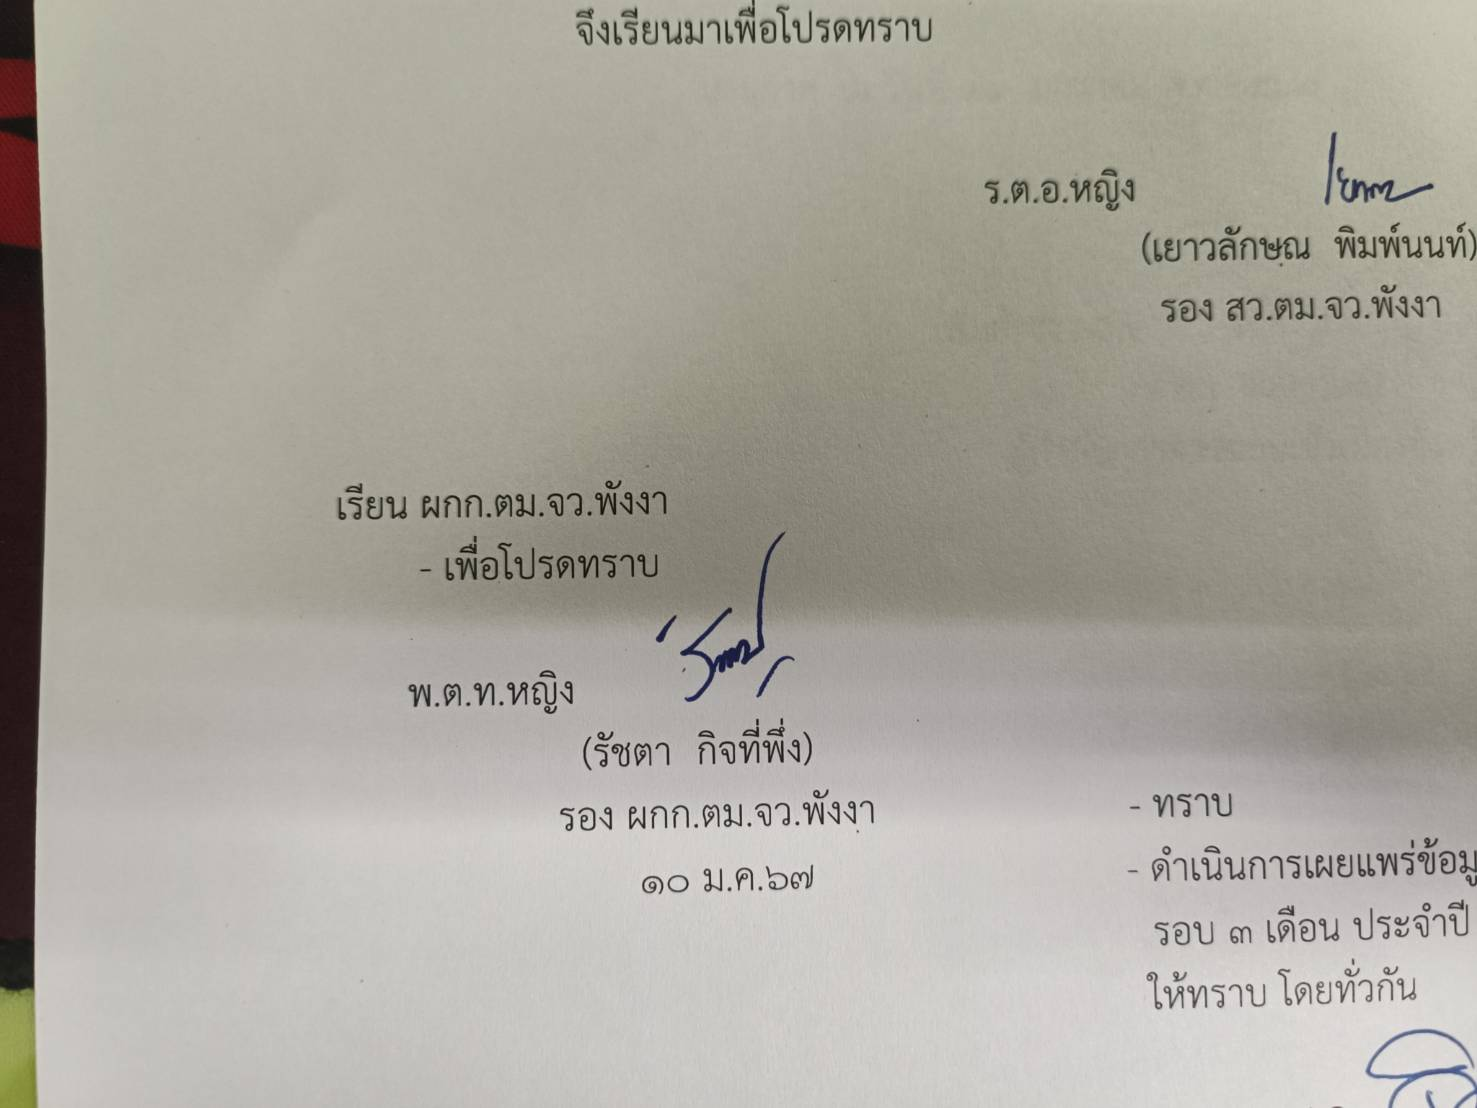 จึงเรียนมาเพื่อโปรดทราบ
ร.ต.อ.หญิง
(เยาวลักษณ พิมพ์นนท์)
รอง สว.ตม.จว.พังงา
เรียน ผกก.ตม.จว.พังงา
- เพื่อโปรดทราบ
พ.ต.ท.หญิง
(รัชตา กิจที่พึ่ง)
รอง ผกก.ตม.จว.พังงา
๑๐ ม.ค.๖๗
- ทราบ
- ดำเนินการเผยแพร่ข้อมู
รอบ ๓ เดือน ประจำปี
ให้ทราบ โดยทั่วกัน